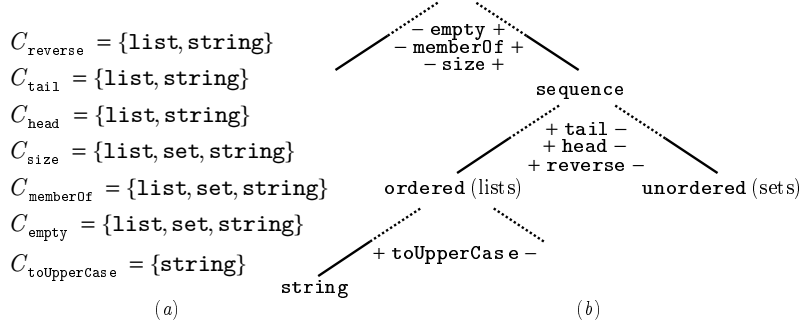 C_reverse = {list, string}
C_tail = {list, string}
C_head = {list, string}
C_size = {list, set, string}
C_memberOf = {list, set, string}
C_empty = {list, set, string}
C_toUpperCase = {string}
(a)
− empty +
− memberOf +
− size +
sequence
+ tail −
+ head −
+ reverse −
ordered (lists)
unordered (sets)
+ toUpperCase −
string
(b)